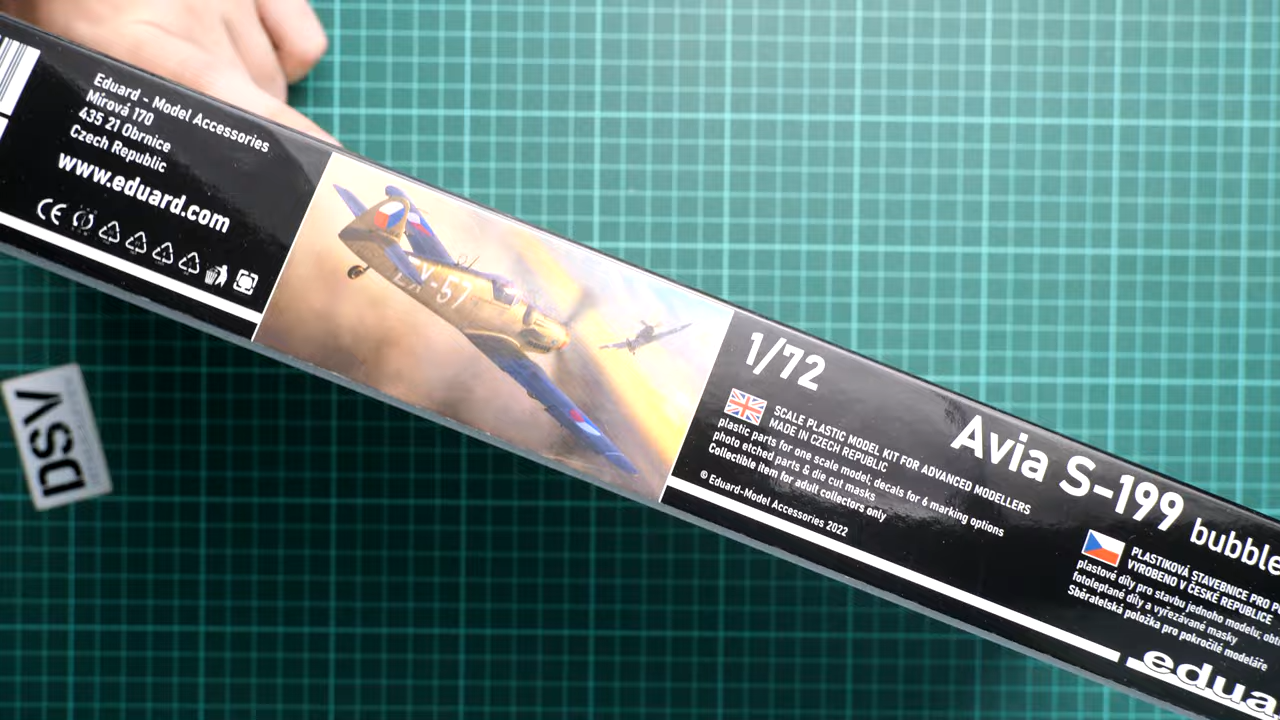 Eduard - Model Accessories
Mírová 170
435 21 Obrnice
Czech Republic
www.eduard.com
CE
X-57
1/72
SCALE PLASTIC MODEL KIT FOR ADVANCED MODELLERS
MADE IN CZECH REPUBLIC
plastic parts for one scale model; decals for 6 marking options
photo etched parts & die cut masks
Collectible item for adult collectors only
© Eduard-Model Accessories 2022
Avia S-199 bubble
PLASTIKOVÁ STAVEBNICE PRO
VYROBENO V ČESKÉ REPUBLICE
plastové díly pro stavbu jednoho modelu;
fotoleptané díly a vyřezávané masky
Sběratelská položka pro pokročilé modeláře
edua
DSV